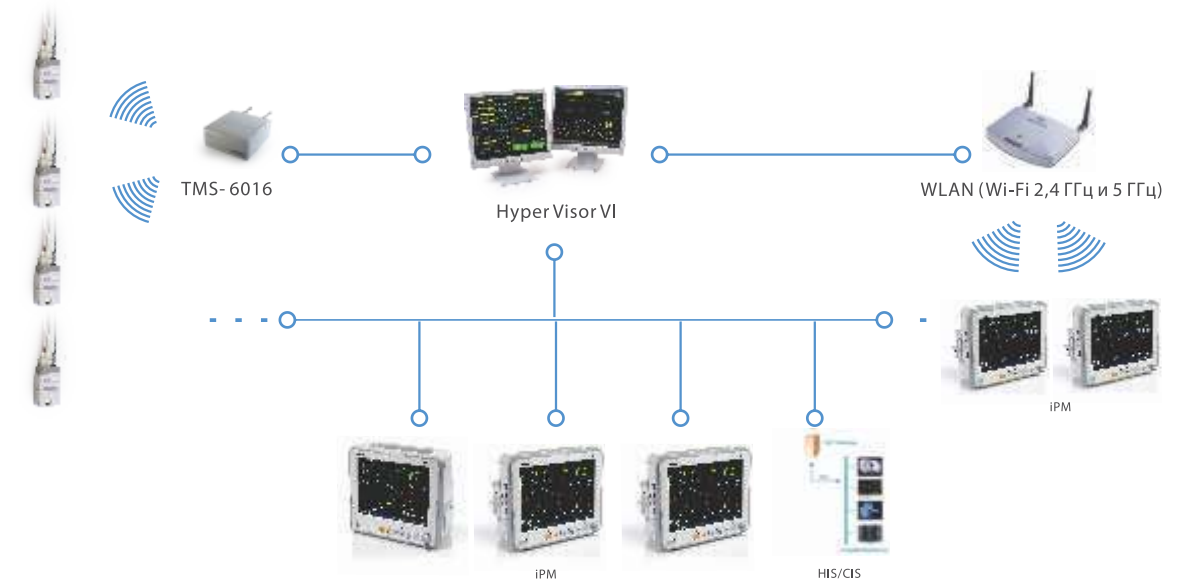 TMS- 6016
Hyper Visor VI
WLAN (Wi-Fi 2,4 ГГц и 5 ГГц)
iPM
iPM
HIS/CIS